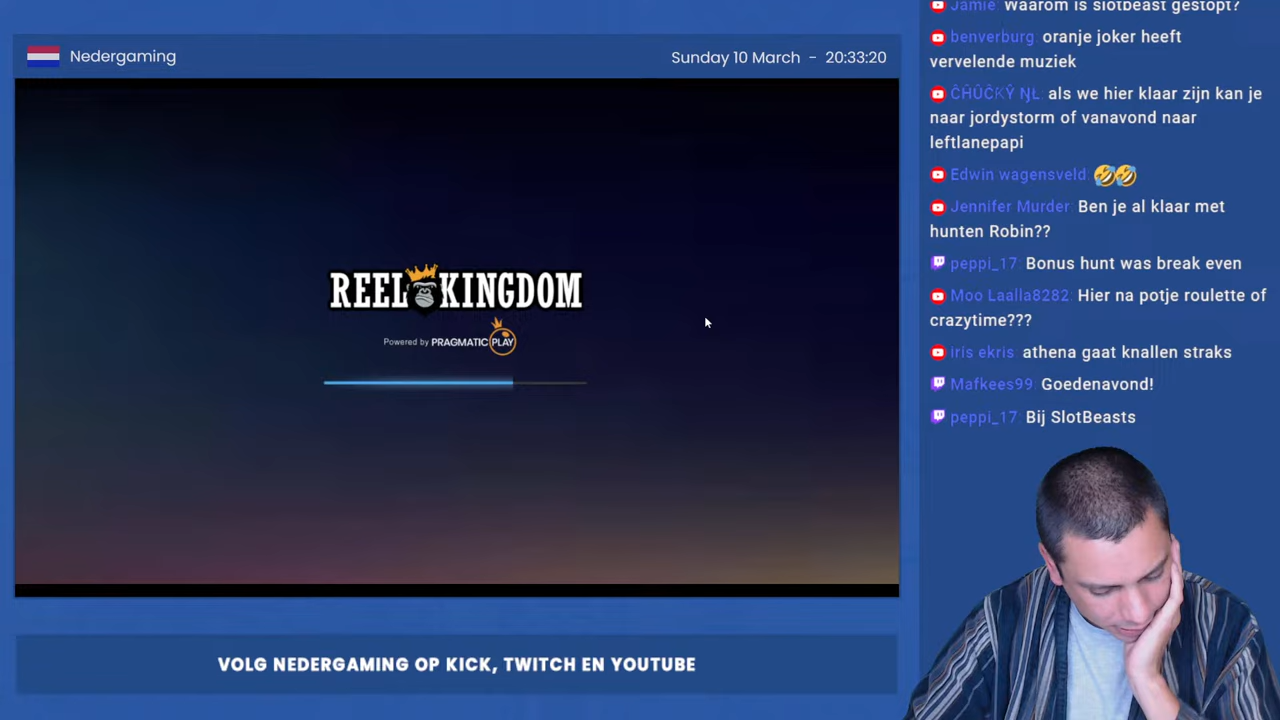 Nedergaming
Sunday 10 March - 20:33:20
REEL KINGDOM
Powered by PRAGMATIC PLAY
VOLG NEDERGAMING OP KICK, TWITCH EN YOUTUBE
Jamie: Waarom is slotbeast gestopt?
benverburg: oranje joker heeft
vervelende muziek
ĈĤÛĈҜŶ ŊȽ: als we hier klaar zijn kan je
naar jordystorm of vanavond naar
leftlanepapi
Edwin wagensveld: 🤣🤣
Jennifer Murder: Ben je al klaar met
hunten Robin??
peppi_17: Bonus hunt was break even
Moo Laalla8282: Hier na potje roulette of
crazytime???
iris ekris: athena gaat knallen straks
Mafkees99: Goedenavond!
peppi_17: Bij SlotBeasts